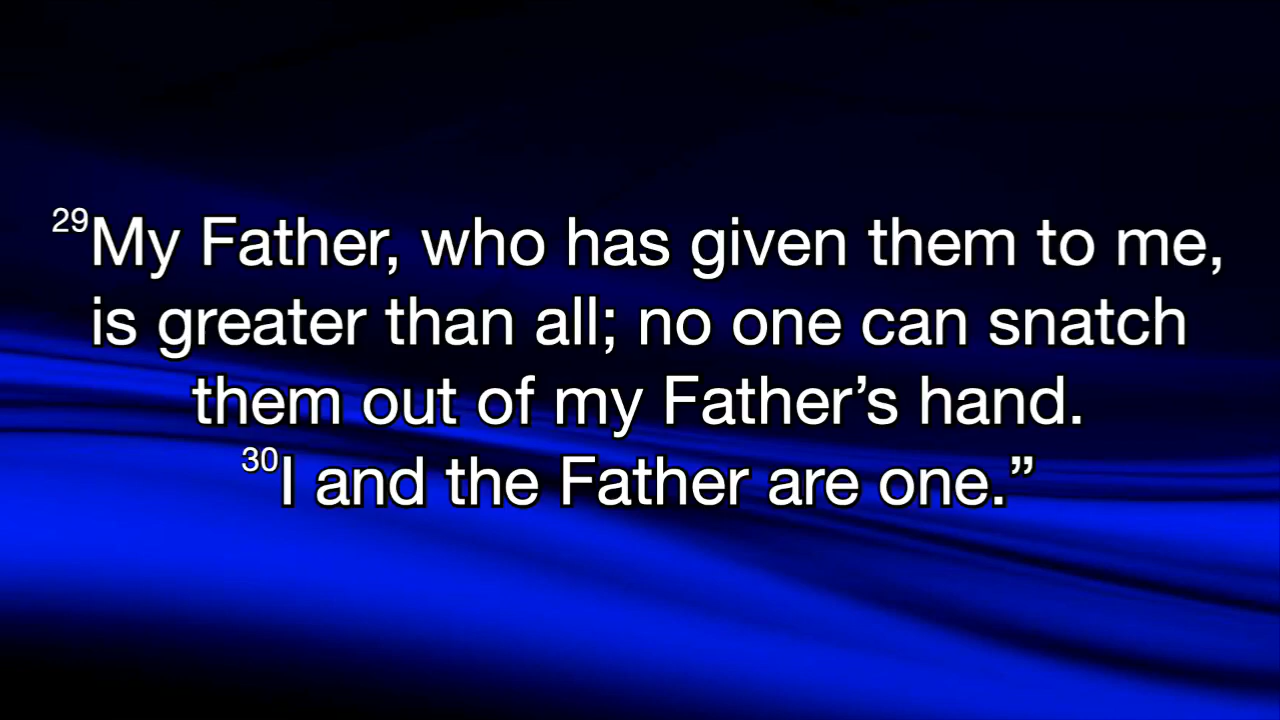 ²⁹My Father, who has given them to me,
is greater than all; no one can snatch
them out of my Father’s hand.
³⁰I and the Father are one.”